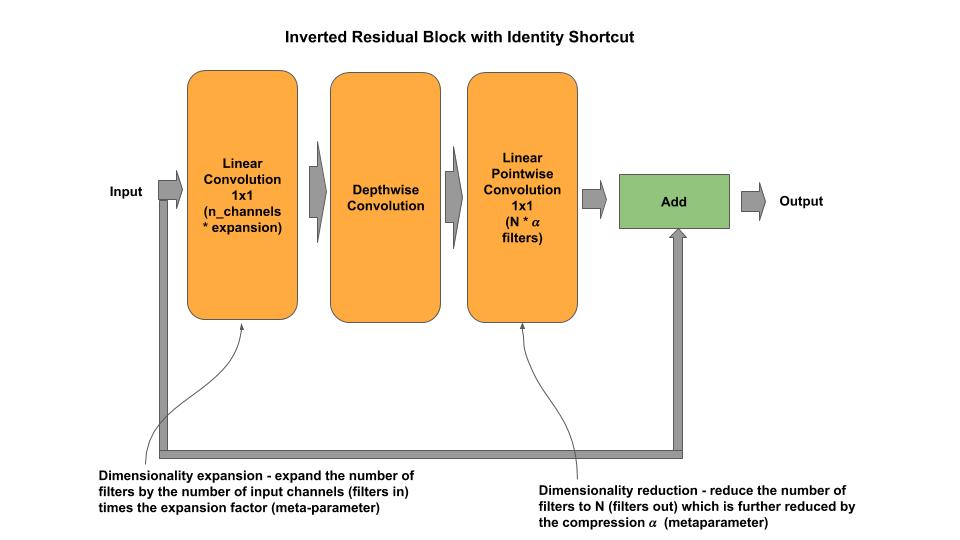 Inverted Residual Block with Identity Shortcut
Input
Linear
Convolution
1x1
(n_channels
* expansion)
Depthwise
Convolution
Linear
Pointwise
Convolution
1x1
(N * α
filters)
Add
Output
Dimensionality expansion - expand the number of
filters by the number of input channels (filters in)
times the expansion factor (meta-parameter)
Dimensionality reduction - reduce the number of
filters to N (filters out) which is further reduced by
the compression α (metaparameter)